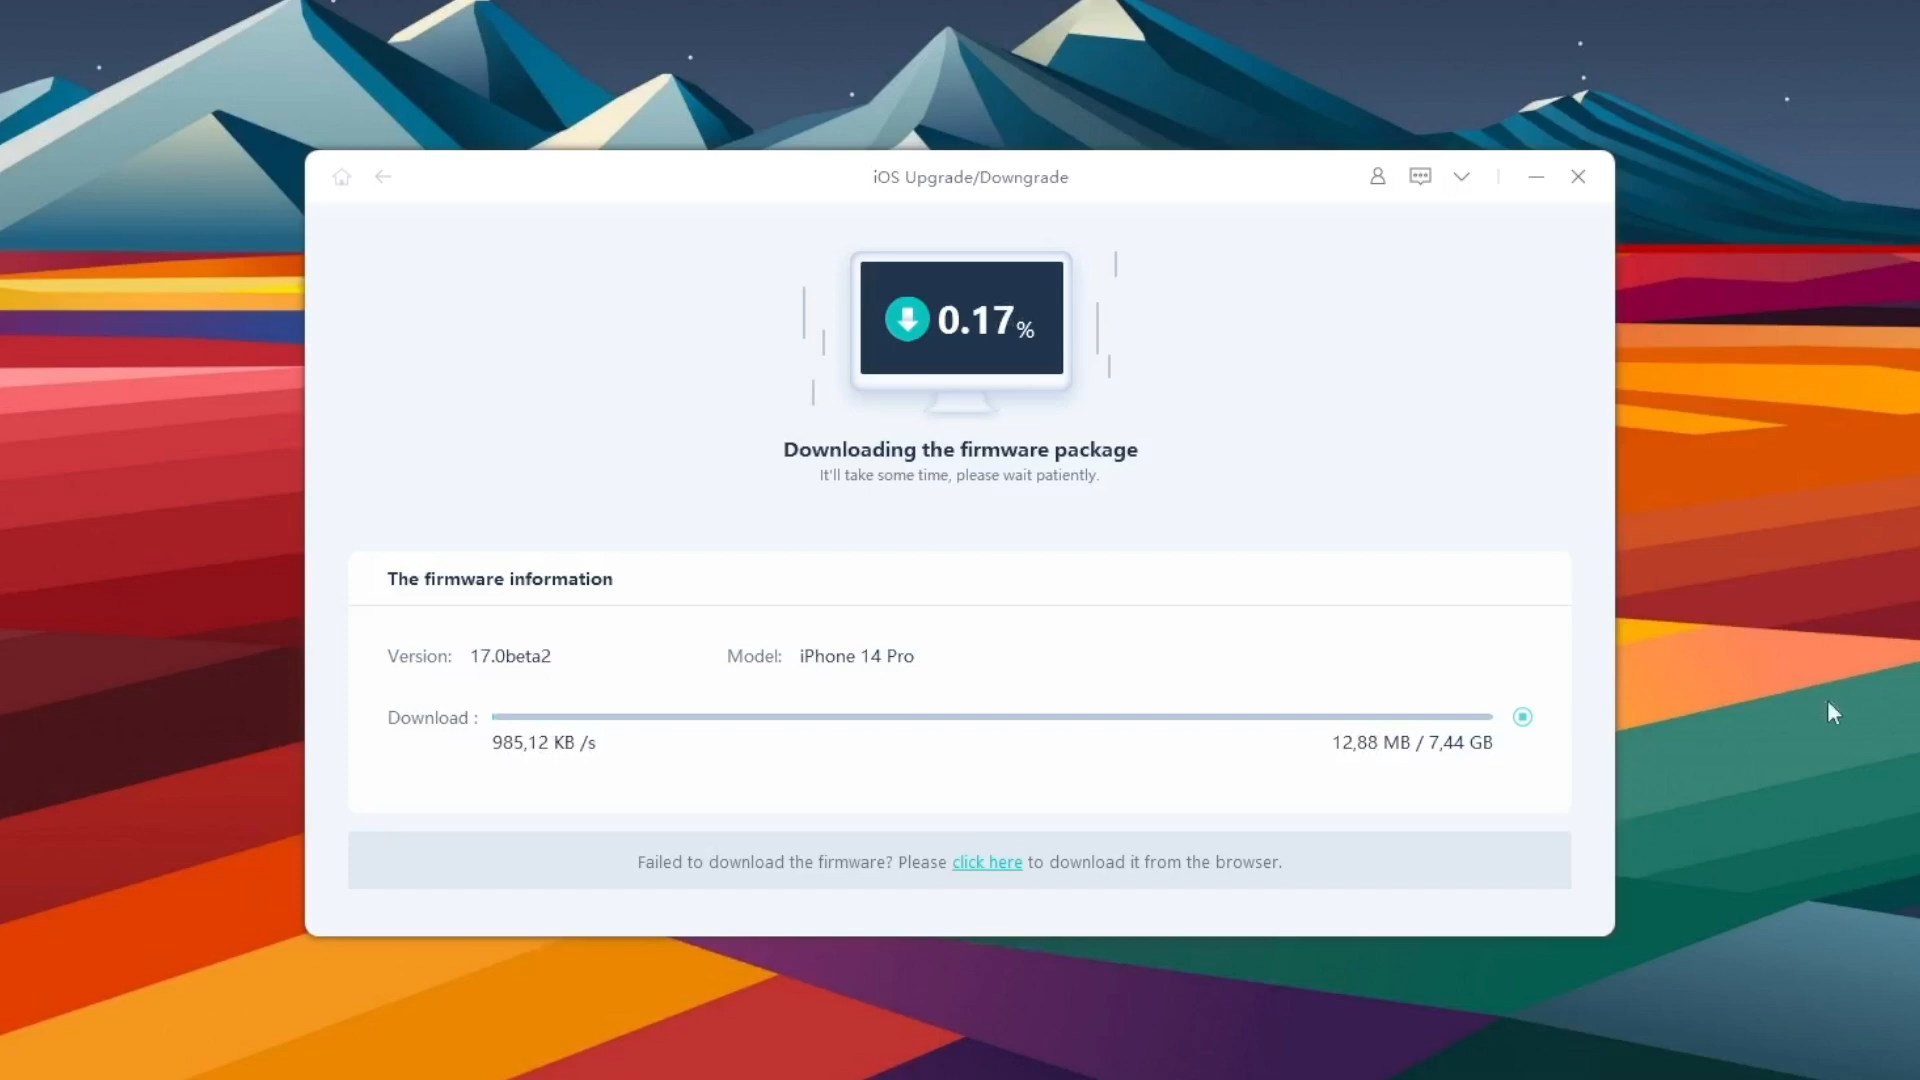 iOS Upgrade/Downgrade
0.17%
Downloading the firmware package
It'll take some time, please wait patiently.
The firmware information
Version: 17.0beta2 Model: iPhone 14 Pro
Download :
985,12 KB /s 12,88 MB / 7,44 GB
Failed to download the firmware? Please click here to download it from the browser.